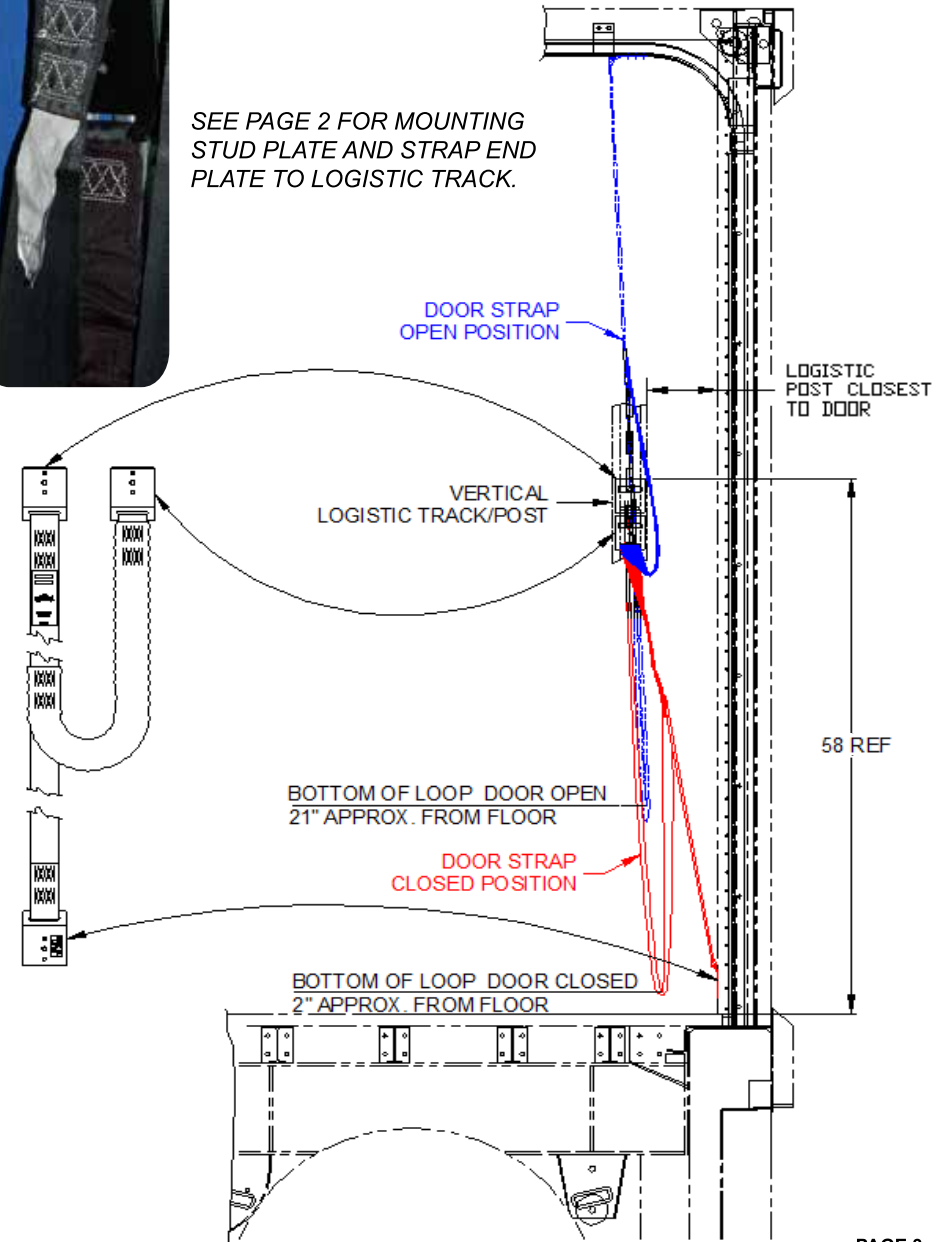 SEE PAGE 2 FOR MOUNTING
STUD PLATE AND STRAP END
PLATE TO LOGISTIC TRACK.
DOOR STRAP
OPEN POSITION
LOGISTIC
POST CLOSEST
TO DOOR
VERTICAL
LOGISTIC TRACK/POST
58 REF
BOTTOM OF LOOP DOOR OPEN
21" APPROX. FROM FLOOR
DOOR STRAP
CLOSED POSITION
BOTTOM OF LOOP DOOR CLOSED
2" APPROX. FROM FLOOR